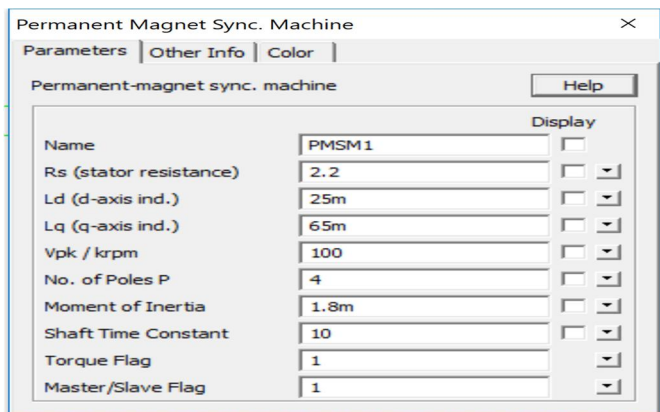 Permanent Magnet Sync. Machine
Parameters Other Info Color
Permanent-magnet sync. machine Help
Display
Name PMSM1
Rs (stator resistance) 2.2
Ld (d-axis ind.) 25m
Lq (q-axis ind.) 65m
Vpk / krpm 100
No. of Poles P 4
Moment of Inertia 1.8m
Shaft Time Constant 10
Torque Flag 1
Master/Slave Flag 1